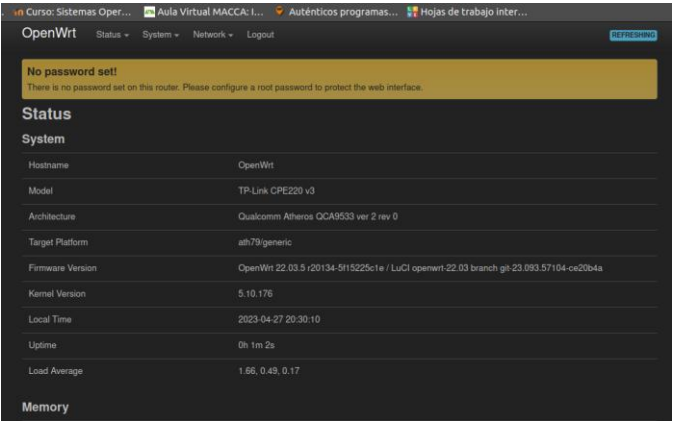 Curso: Sistemas Oper... Aula Virtual MACCA: I... Auténticos programas... Hojas de trabajo inter...
OpenWrt Status System Network Logout REFRESHING
No password set!
There is no password set on this router. Please configure a root password to protect the web interface.
Status
System
Hostname OpenWrt
Model TP-Link CPE220 v3
Architecture Qualcomm Atheros QCA9533 ver 2 rev 0
Target Platform ath79/generic
Firmware Version OpenWrt 22.03.5 r20134-5f15225c1e / LuCI openwrt-22.03 branch git-23.093.57104-ce20b4a
Kernel Version 5.10.176
Local Time 2023-04-27 20:30:10
Uptime 0h 1m 2s
Load Average 1.66, 0.49, 0.17
Memory